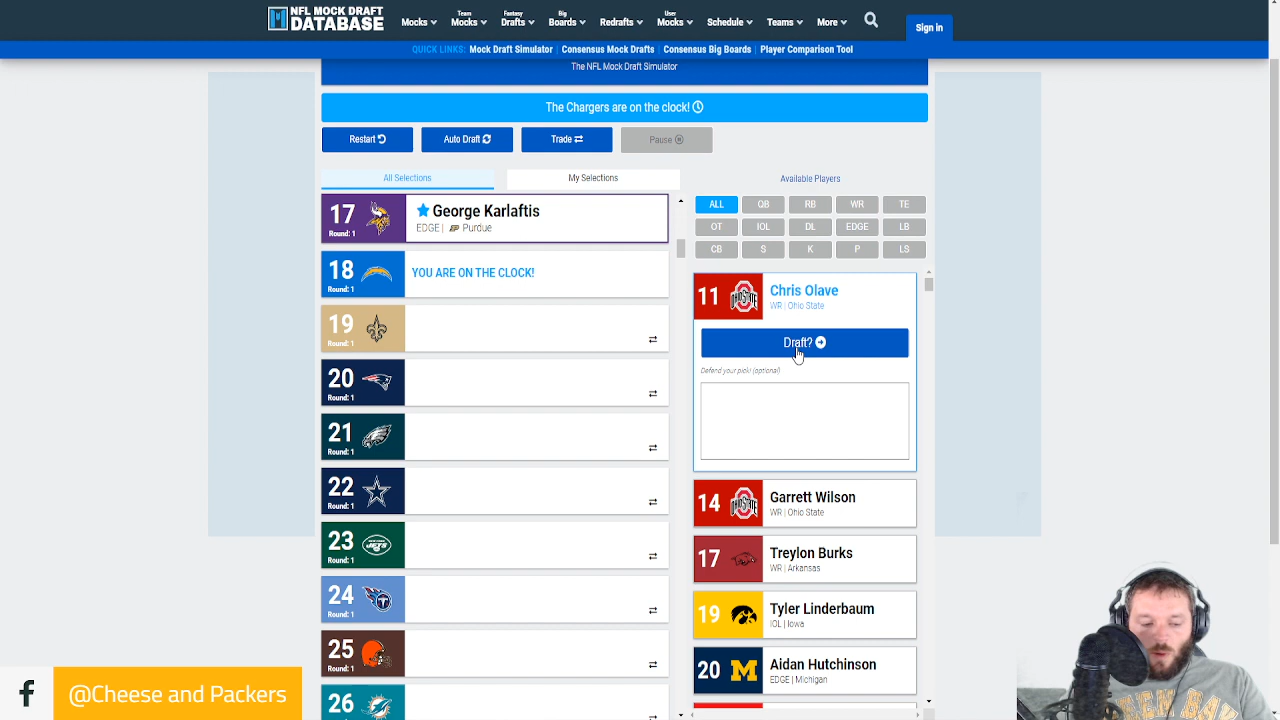 NFL MOCK DRAFT
DATABASE
Mocks
Team
Mocks
Fantasy
Drafts
Big
Boards
Redrafts
User
Mocks
Schedule
Teams
More
Sign in
QUICK LINKS: Mock Draft Simulator Consensus Mock Drafts Consensus Big Boards Player Comparison Tool
The NFL Mock Draft Simulator
The Chargers are on the clock!
Restart
Auto Draft
Trade
Pause
All Selections
My Selections
Available Players
ALL QB RB WR TE
OT IOL DL EDGE LB
CB S K P LS
17
Round: 1
George Karlaftis
EDGE | Purdue
18
Round: 1
YOU ARE ON THE CLOCK!
19
Round: 1
20
Round: 1
21
Round: 1
22
Round: 1
23
Round: 1
24
Round: 1
25
Round: 1
26
11
Chris Olave
WR | Ohio State
Draft?
Defend your pick! (optional)
14
Garrett Wilson
WR | Ohio State
17
Treylon Burks
WR | Arkansas
19
Tyler Linderbaum
IOL | Iowa
20
Aidan Hutchinson
EDGE | Michigan
@Cheese and Packers